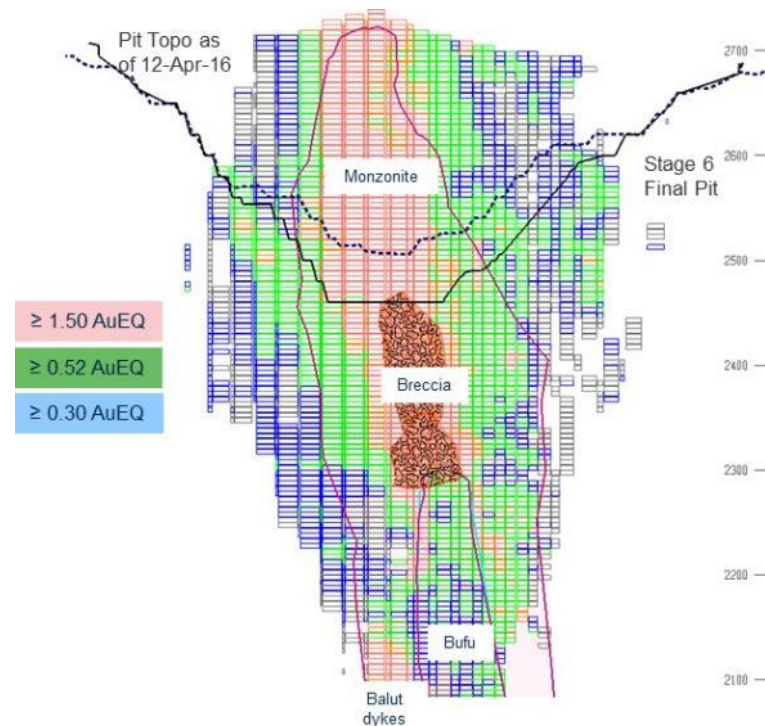 Pit Topo as
of 12-Apr-16
2700
Monzonite
2600
Stage 6
Final Pit
2500
≥ 1.50 AuEQ
≥ 0.52 AuEQ
≥ 0.30 AuEQ
2400
Breccia
2300
2200
Bufu
2100
Balut
dykes